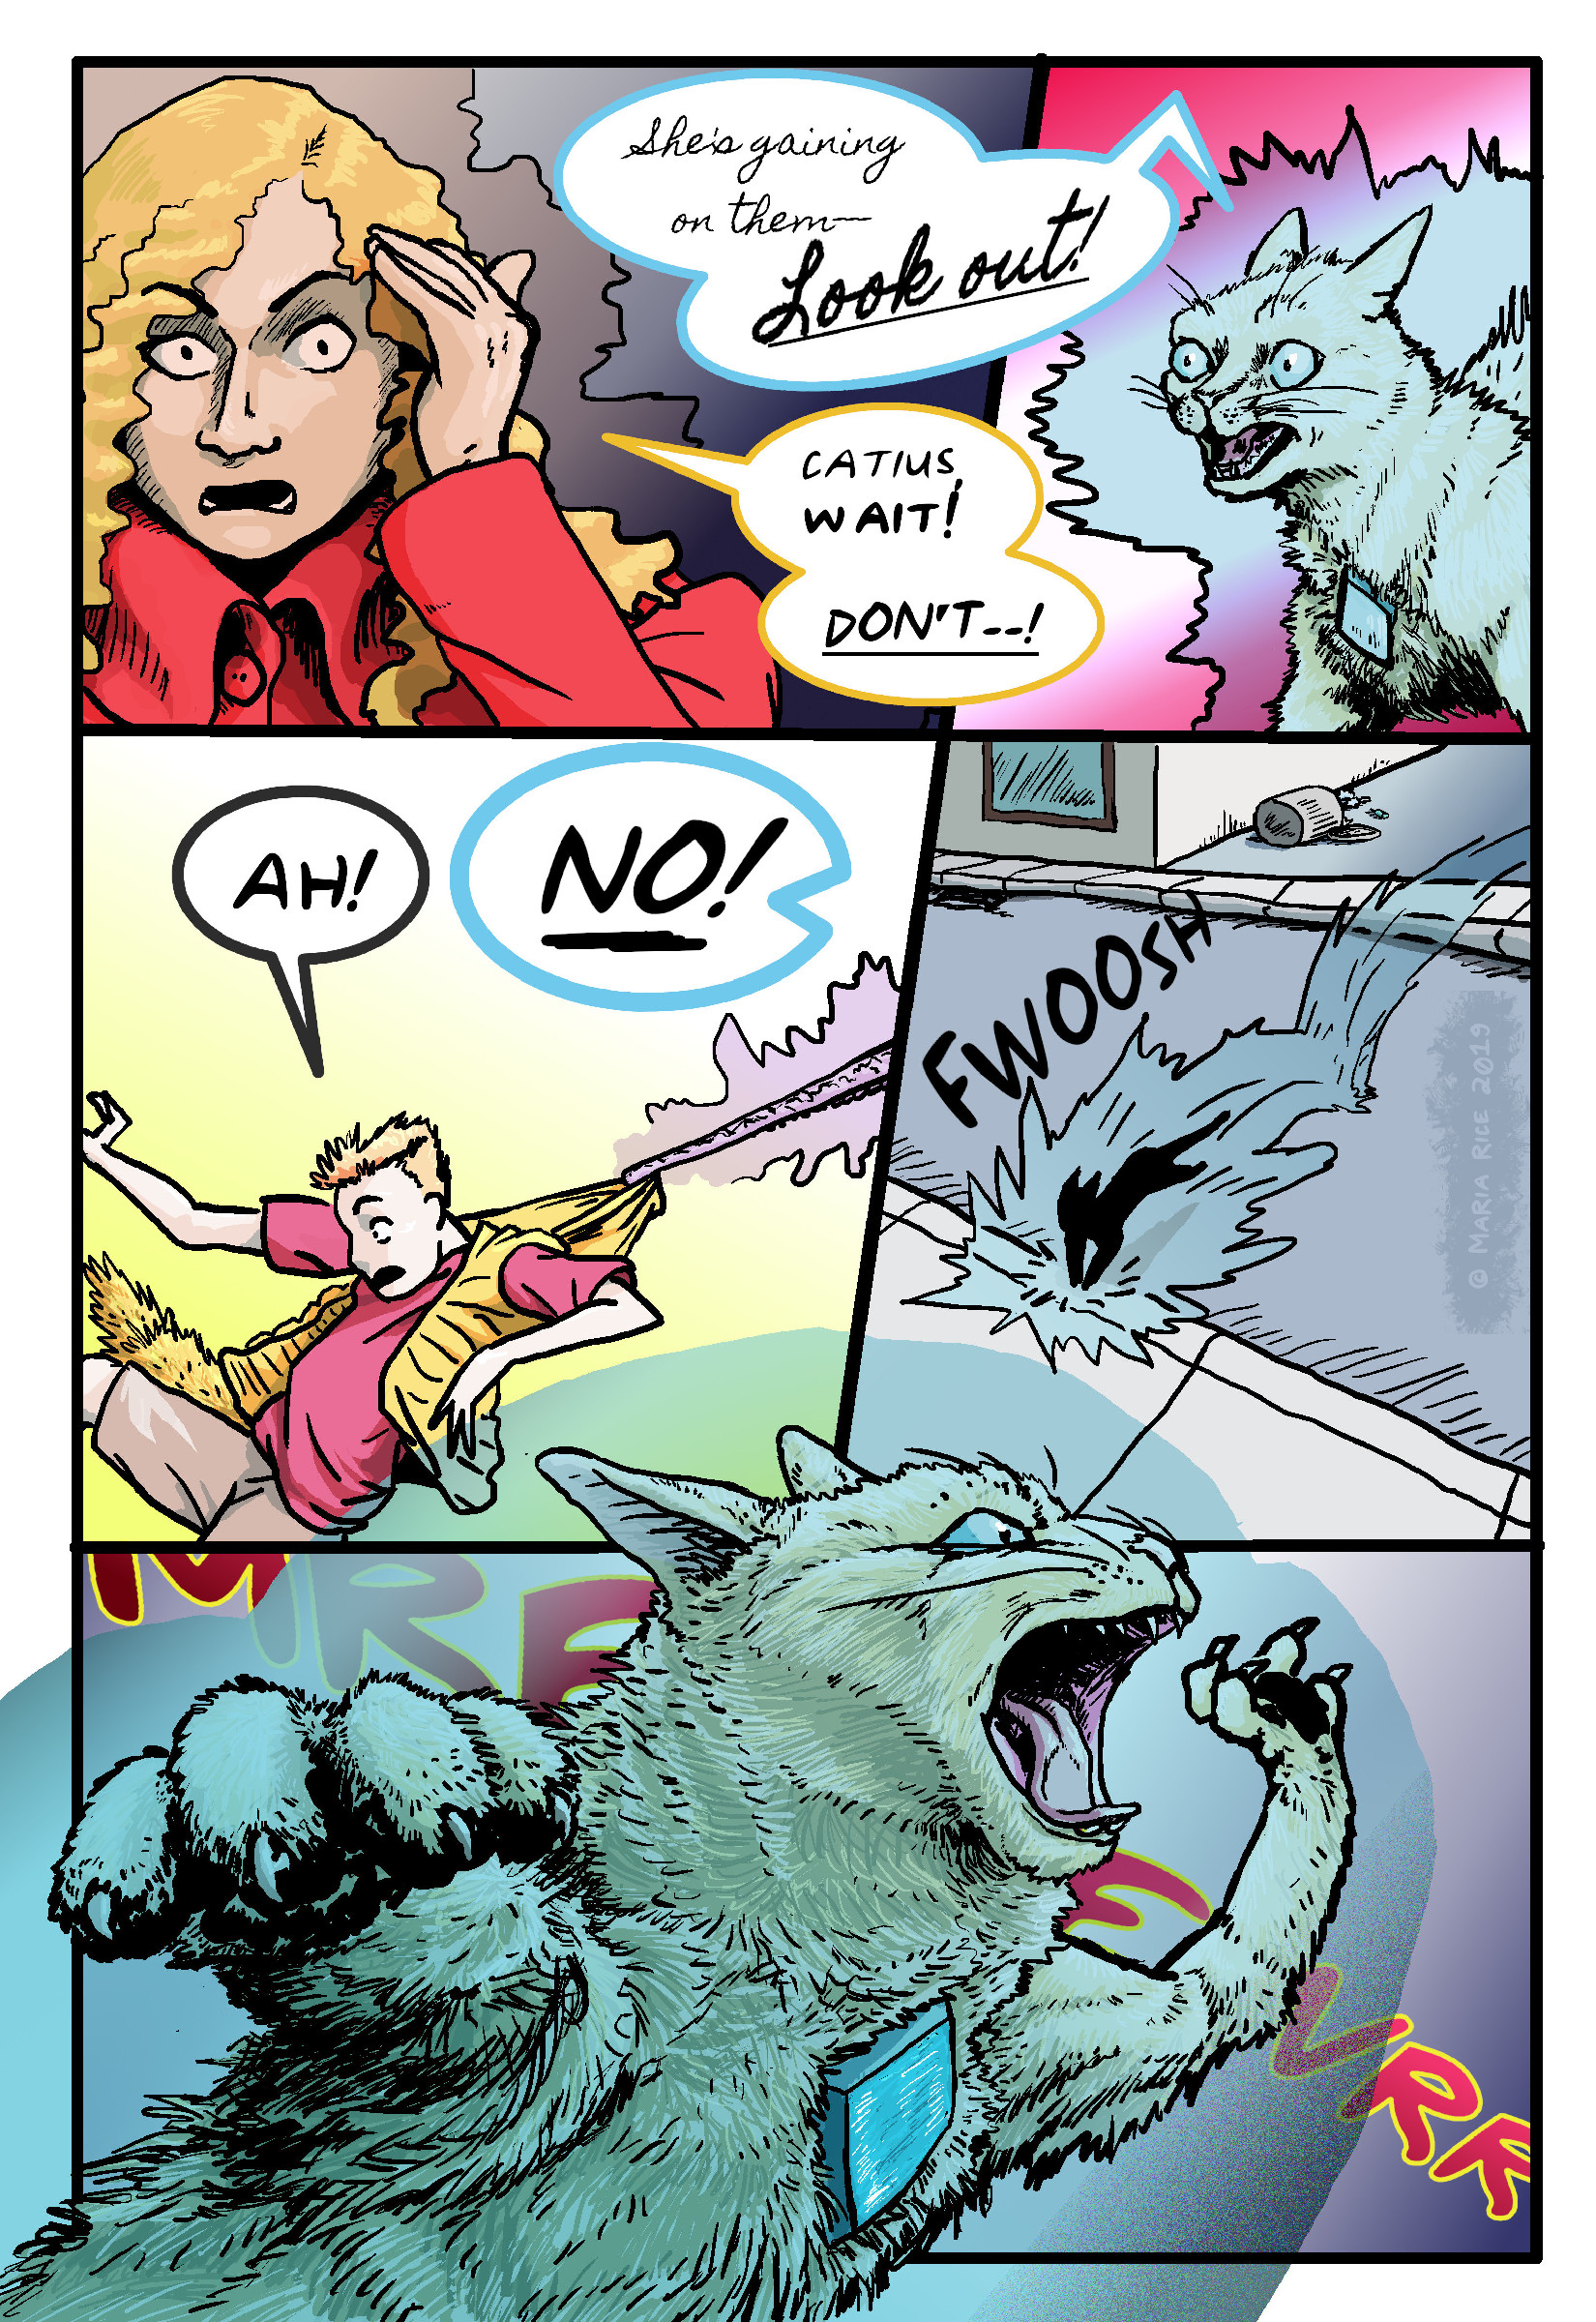 She's gaining
on them—
Look out!
CATIUS,
WAIT!
DON'T--!
AH!
NO!
FWOOSH
© MARIA RICE 2019